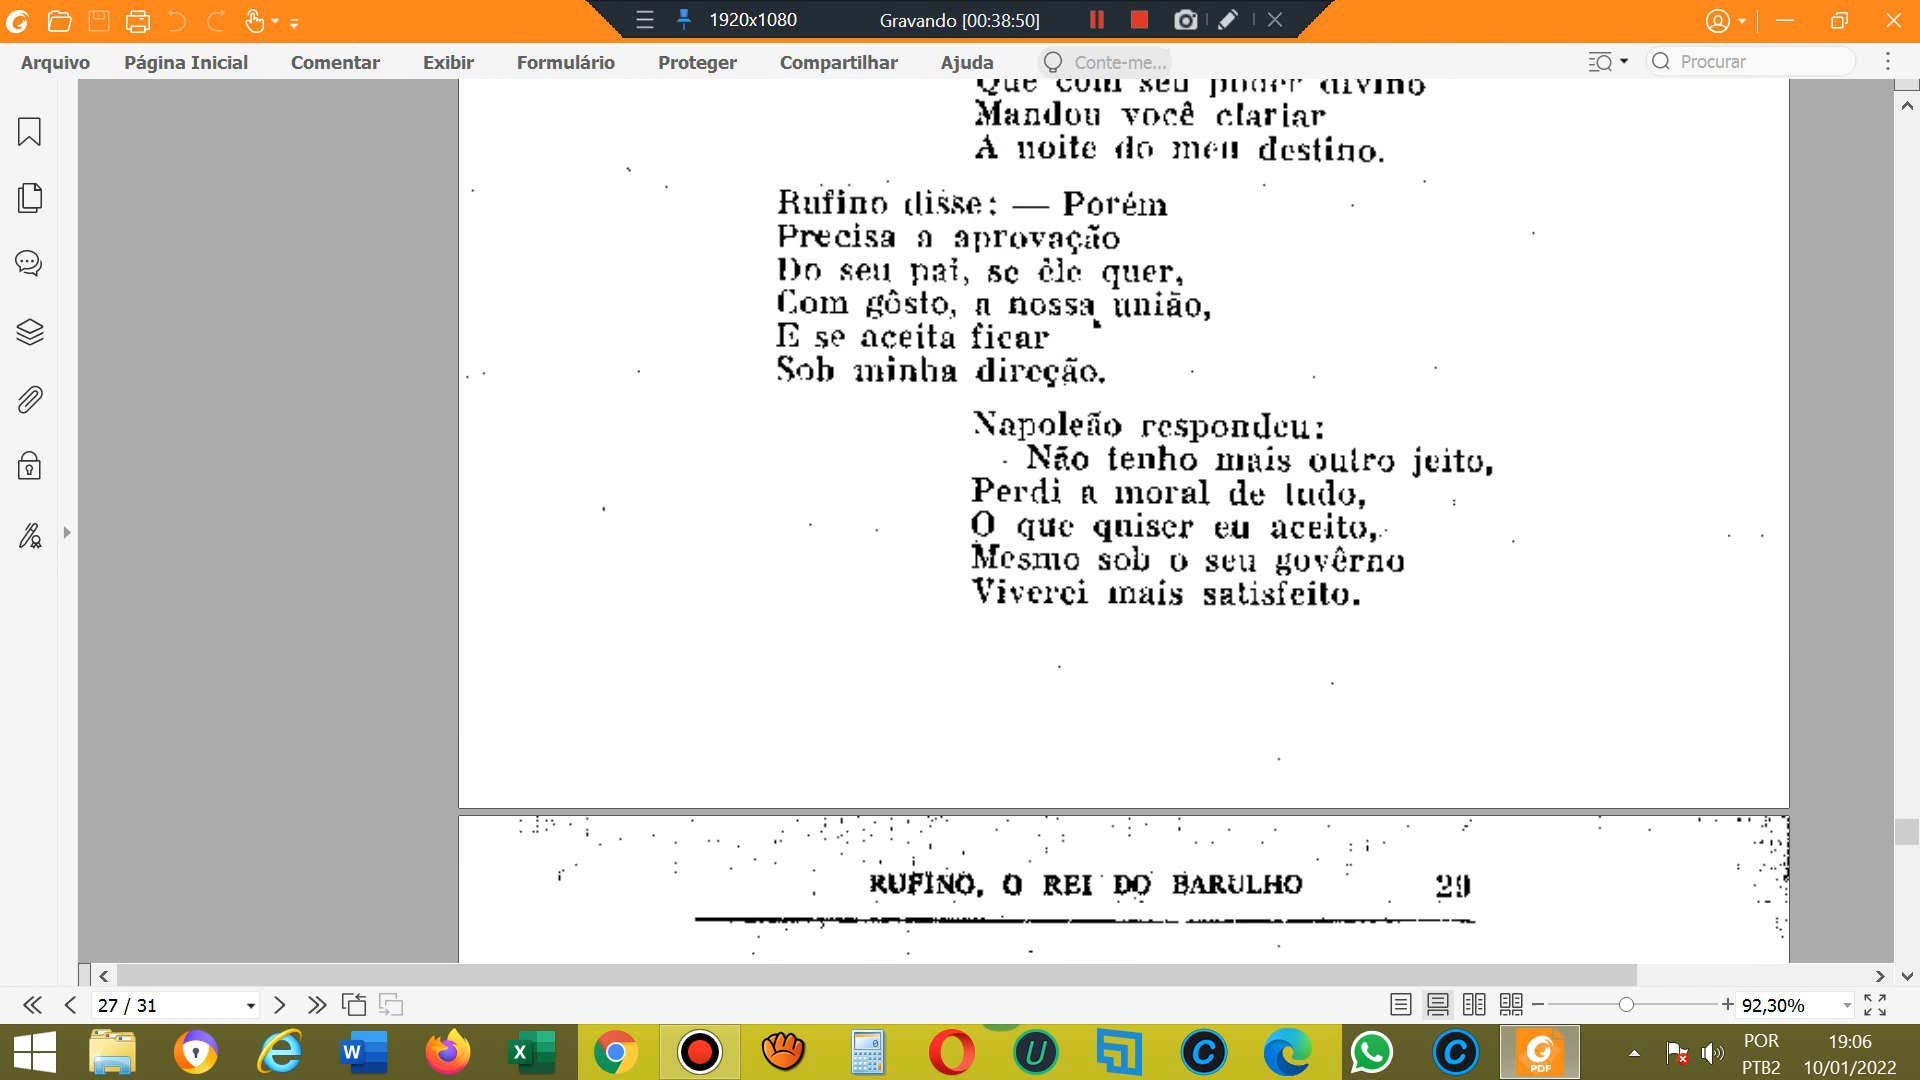 1920x1080
Gravando [00:38:50]
Arquivo Página Inicial Comentar Exibir Formulário Proteger Compartilhar Ajuda Conte-me... Procurar
Que com seu poder divino
Mandou você clariar
A noite do meu destino.
Rufino disse: — Porém
Precisa a aprovação
Do seu pai, se êle quer,
Com gôsto, a nossa união,
E se aceita ficar
Sob minha direção.
Napoleão respondeu:
- Não tenho mais outro jeito,
Perdi a moral de tudo,
O que quiser eu aceito,
Mesmo sob o seu govêrno
Viverei mais satisfeito.
RUFINO, O REI DO BARULHO 29
27 / 31
92,30%
POR
PTB2
19:06
10/01/2022
PDF